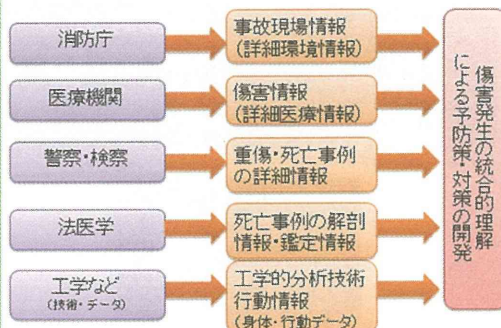 消防庁
事故現場情報
(詳細環境情報)
医療機関
傷害情報
(詳細医療情報)
警察・検察
重傷・死亡事例
の詳細情報
法医学
死亡事例の解剖
情報・鑑定情報
工学など
(技術・データ)
工学的分析技術
行動情報
(身体・行動データ)
傷害発生の統合的理解
による予防策・対策の開発